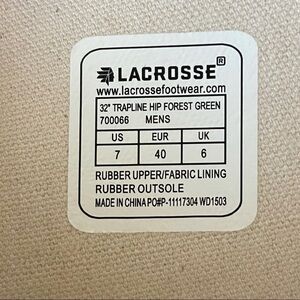 LACROSSE®
www.lacrossefootwear.com
32" TRAPLINE HIP FOREST GREEN
700066 MENS
US EUR UK
7 40 6
RUBBER UPPER/FABRIC LINING
RUBBER OUTSOLE
MADE IN CHINA PO#P-11117304 WD1503